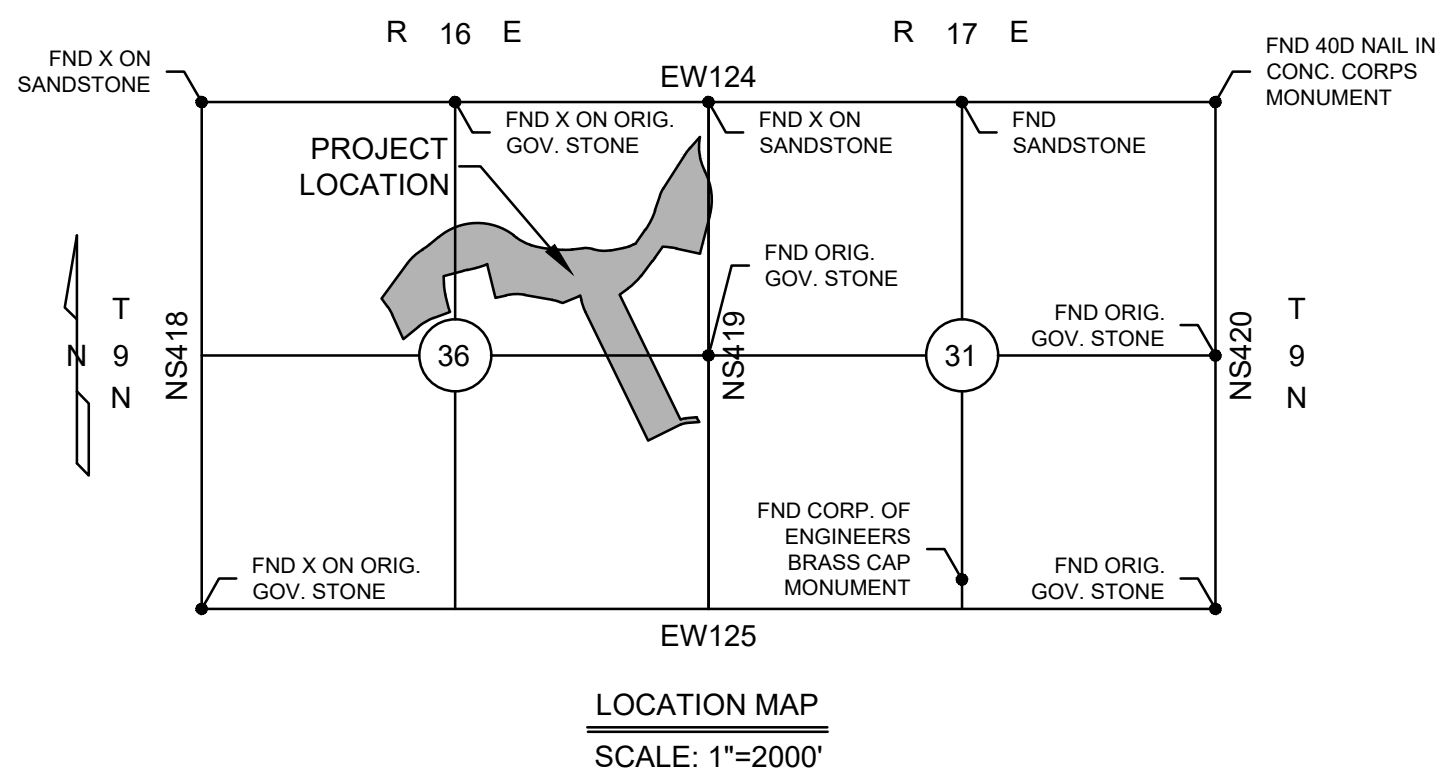 R 16 E
R 17 E
FND X ON
SANDSTONE
EW124
FND 40D NAIL IN
CONC. CORPS
MONUMENT
FND X ON ORIG.
GOV. STONE
FND X ON
SANDSTONE
FND
SANDSTONE
PROJECT
LOCATION
FND ORIG.
GOV. STONE
T
9
N
N
NS418
36
NS419
31
FND ORIG.
GOV. STONE
NS420
T
9
N
FND X ON ORIG.
GOV. STONE
FND CORP. OF
ENGINEERS
BRASS CAP
MONUMENT
FND ORIG.
GOV. STONE
EW125
LOCATION MAP
SCALE: 1"=2000'